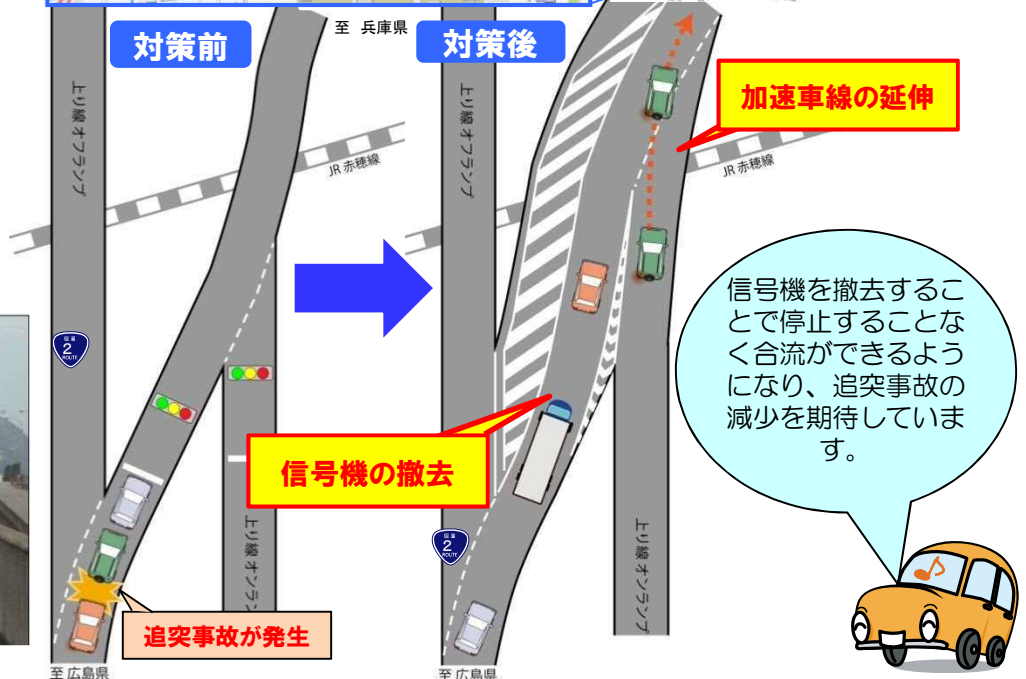 至 兵庫県
対策前
対策後
上り線 オフランプ
上り線 オフランプ
加速車線の延伸
JR 赤穂線
JR 赤穂線
国道
2
ROUTE
信号機を撤去するこ
とで停止することな
く合流ができるよう
になり、追突事故の
減少を期待していま
す。
信号機の撤去
上り線 オンラン
上り線 オンランプ
国道
2
ROUTE
追突事故が発生
至 広島県
至 広島県